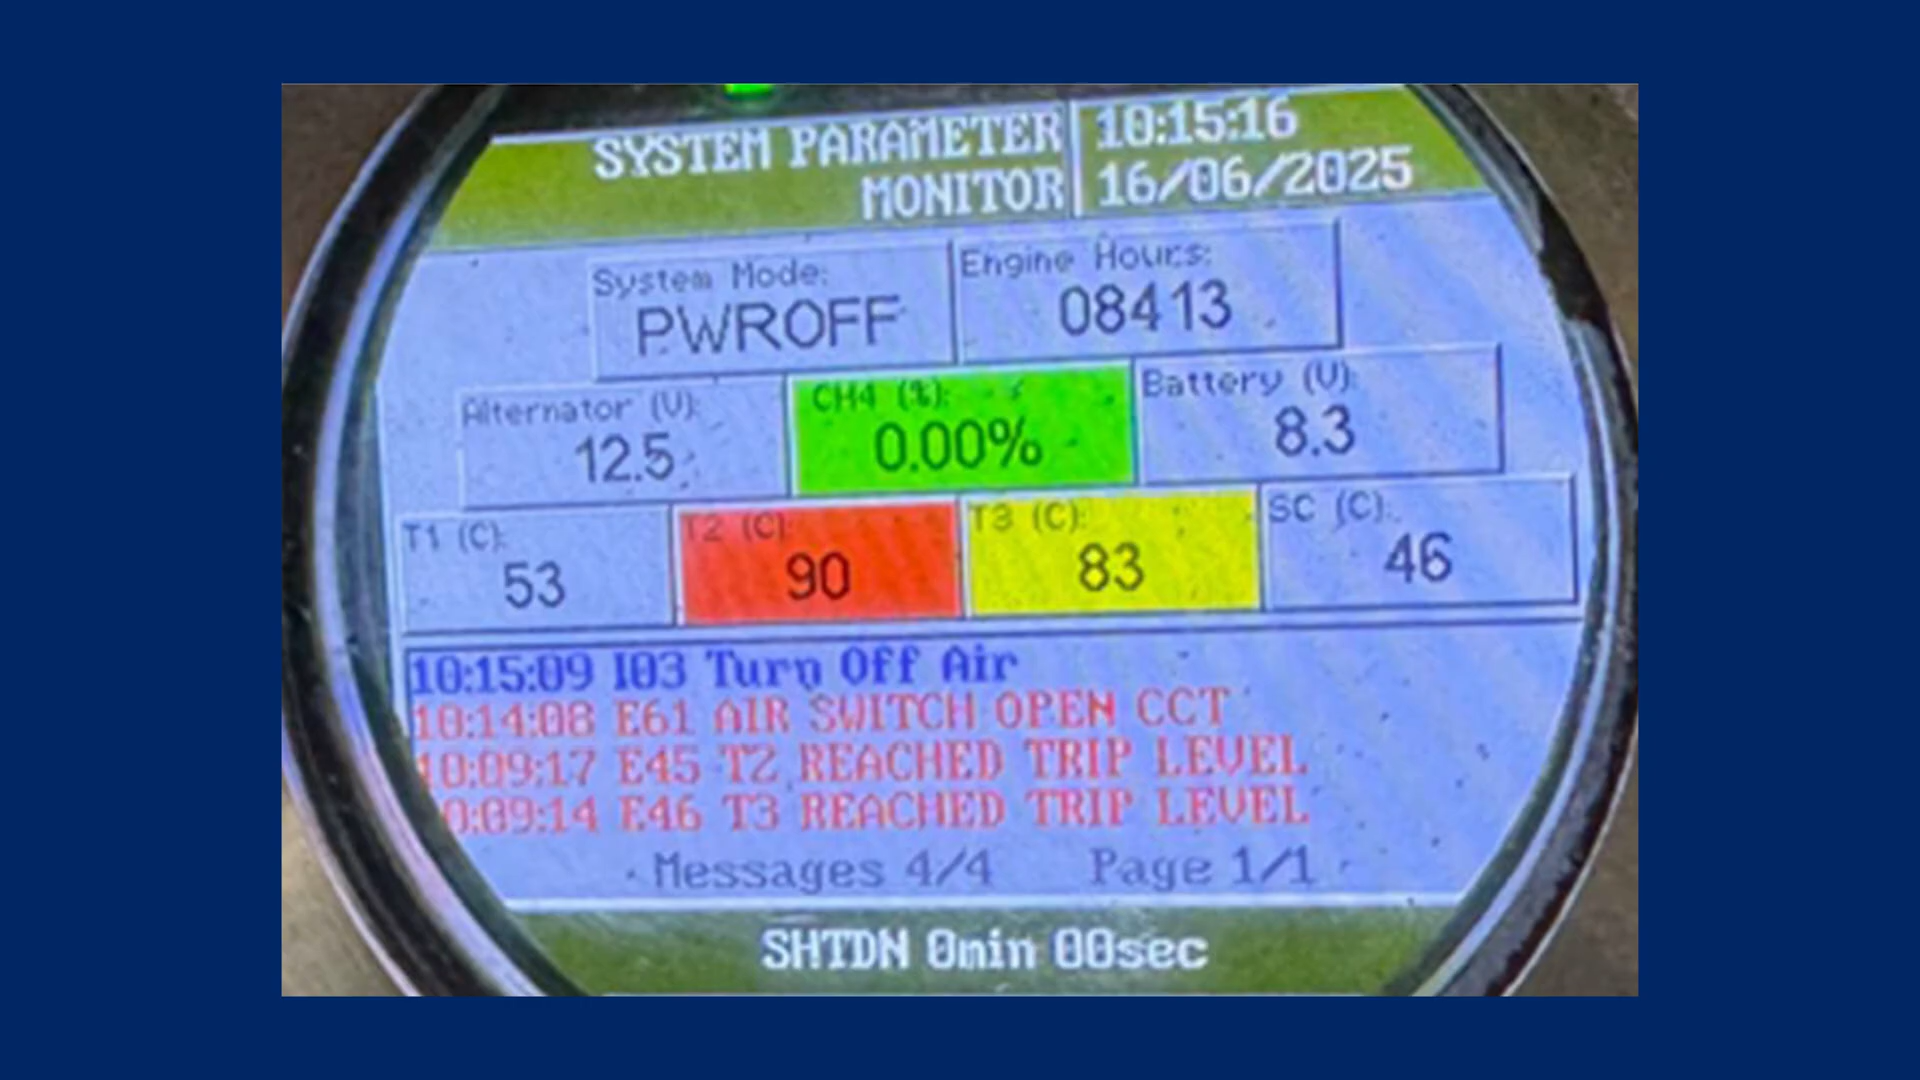 SYSTEM PARAMETER
MONITOR
10:15:16
16/06/2025
System Mode:
PWROFF
Engine Hours:
08413
Alternator (V):
12.5
CH4 (%):
0.00%
Battery (V):
8.3
T1 (C):
53
T2 (C):
90
T3 (C):
83
SC (C):
46
10:15:09 I03 Turn Off Air
10:14:08 E61 AIR SWITCH OPEN CCT
10:09:17 E45 T2 REACHED TRIP LEVEL
0:09:14 E46 T3 REACHED TRIP LEVEL
Messages 4/4 Page 1/1
SHTDN 0min 00sec